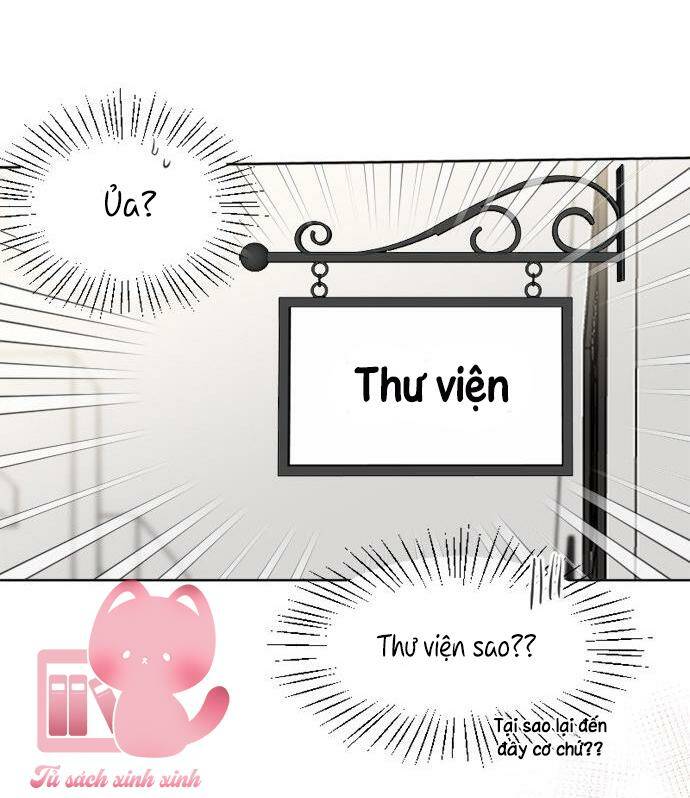 Ủa?
Thư viện
Thư viện sao??
Tại sao lại đến
đây cơ chứ??
Tủ sách xinh xinh